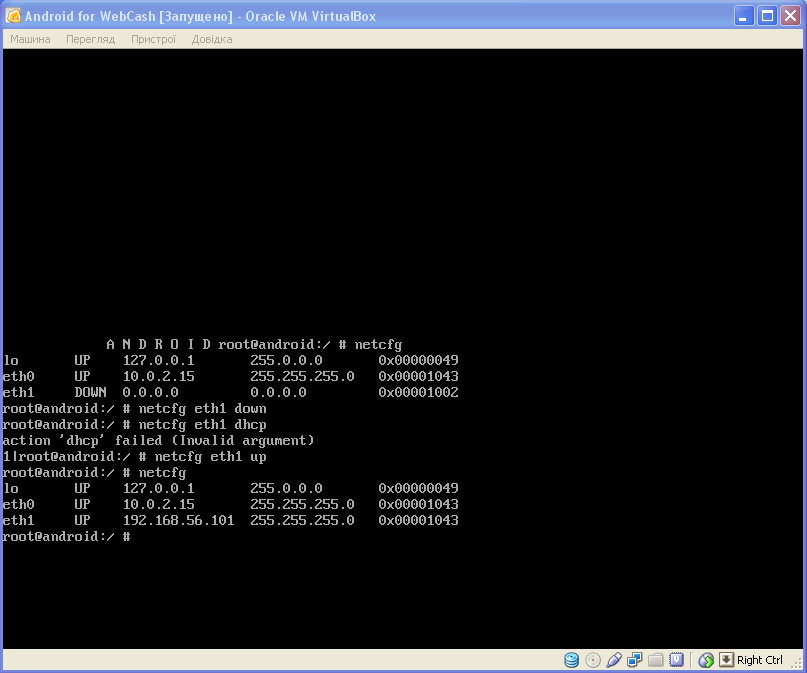 Android for WebCash [Запущено] - Oracle VM VirtualBox
Машина Перегляд Пристрої Довідка
A N D R O I D root@android:/ # netcfg
lo UP 127.0.0.1 255.0.0.0 0x00000049
eth0 UP 10.0.2.15 255.255.255.0 0x00001043
eth1 DOWN 0.0.0.0 0.0.0.0 0x00001002
root@android:/ # netcfg eth1 down
root@android:/ # netcfg eth1 dhcp
action 'dhcp' failed (Invalid argument)
1|root@android:/ # netcfg eth1 up
root@android:/ # netcfg
lo UP 127.0.0.1 255.0.0.0 0x00000049
eth0 UP 10.0.2.15 255.255.255.0 0x00001043
eth1 UP 192.168.56.101 255.255.255.0 0x00001043
root@android:/ #
Right Ctrl